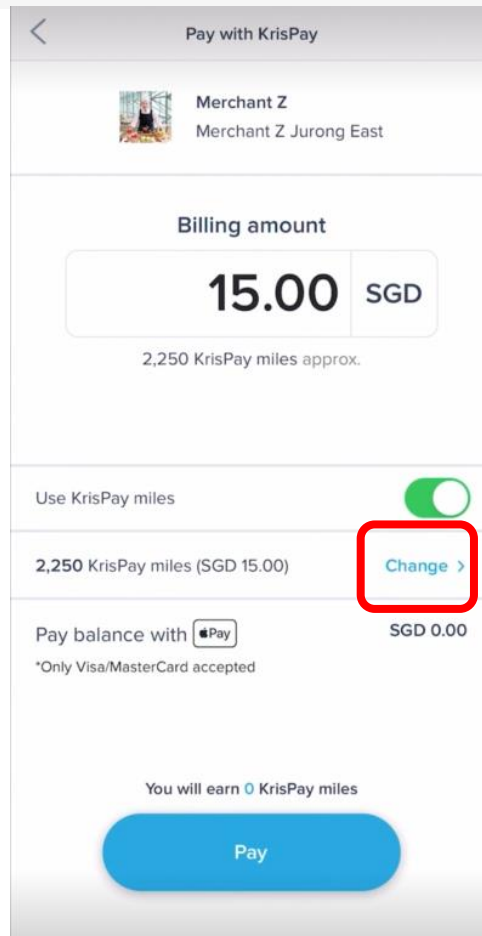 Pay with KrisPay
Merchant Z
Merchant Z Jurong East
Billing amount
15.00 SGD
2,250 KrisPay miles approx.
Use KrisPay miles
2,250 KrisPay miles (SGD 15.00) Change >
Pay balance with Pay SGD 0.00
*Only Visa/MasterCard accepted
You will earn 0 KrisPay miles
Pay